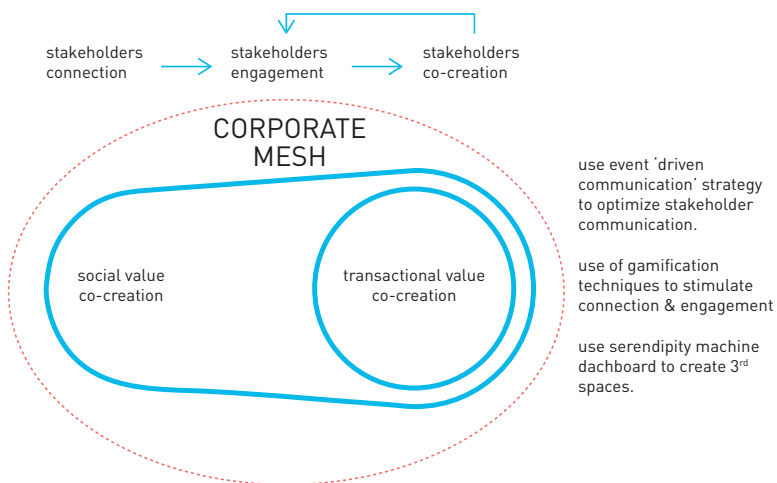 stakeholders
connection
stakeholders
engagement
stakeholders
co-creation
CORPORATE
MESH
social value
co-creation
transactional value
co-creation
use event ‘driven
communication‘ strategy
to optimize stakeholder
communication.
use of gamification
techniques to stimulate
connection & engagement
use serendipity machine
dachboard to create 3rd
spaces.